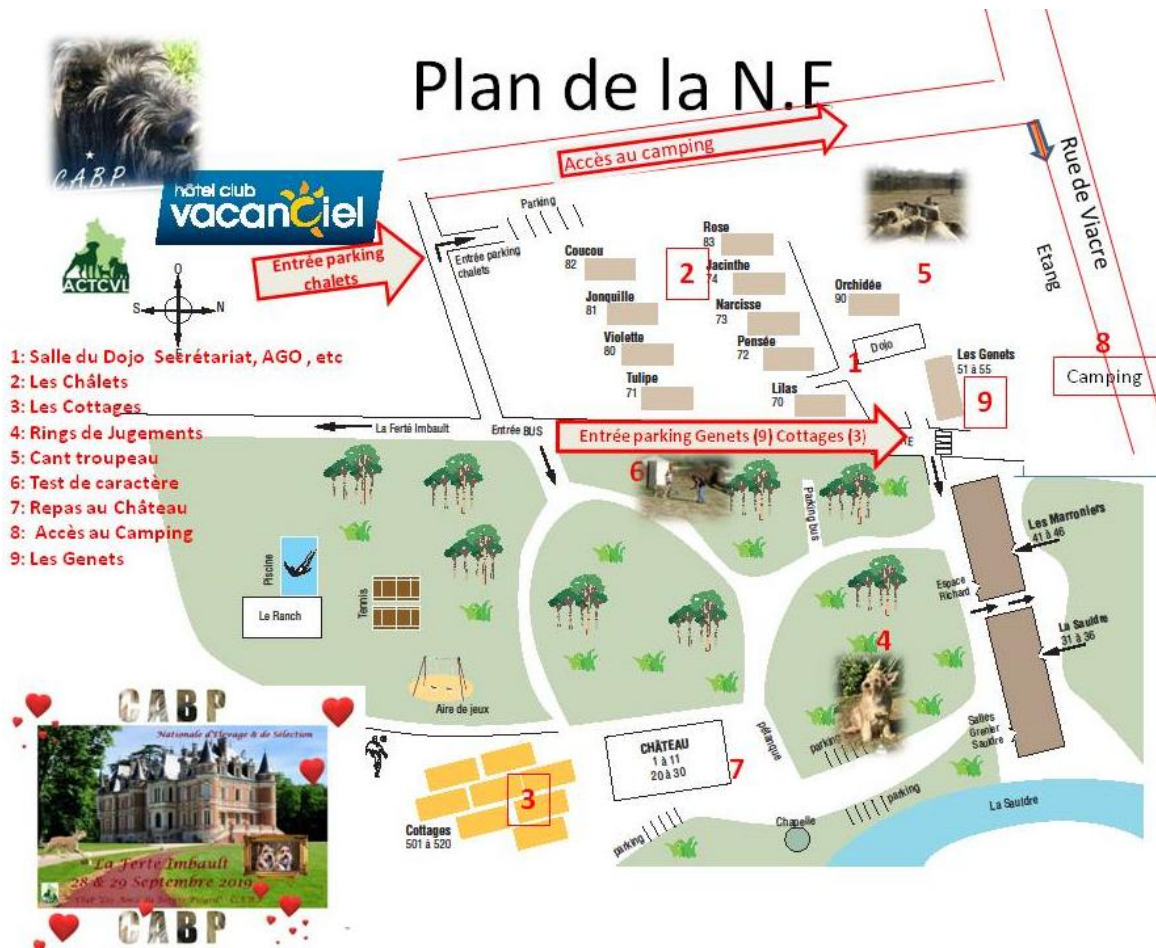 Plan de la N.E
C.A.B.P.
hôtel club
vacanciel
ACTCVL
Accès au camping
Rue de Viacre
Etang
Entrée parking
chalets
Entrée parking
chalets
Parking
O
S
N
E
Coucou
82
Jonquille
81
Violette
80
Tulipe
71
2
Rose
83
Jacinthe
74
Narcisse
73
Pensée
72
Lilas
70
Orchidée
90
5
1
Dojo
Les Genets
51 à 55
9
8
Camping
1: Salle du Dojo Secrétariat, AGO , etc
2: Les Châlets
3: Les Cottages
4: Rings de Jugements
5: Cant troupeau
6: Test de caractère
7: Repas au Château
8: Accès au Camping
9: Les Genets
La Ferté Imbault
Entrée BUS
Entrée parking Genets (9) Cottages (3)
6
Parking bus
Les Marroniers
41 à 46
Espace
Richard
La Sauldre
31 à 36
Piscine
Le Ranch
Tennis
Aire de jeux
4
parking
pétanque
Salles
Grenier
Sauldre
CHÂTEAU
1 à 11
20 à 30
7
3
Cottages
501 à 520
parking
Chapelle
parking
La Sauldre
CABP
Nationale d'Elevage & de Sélection
La Ferté Imbault
28 & 29 Septembre 2019
CABP